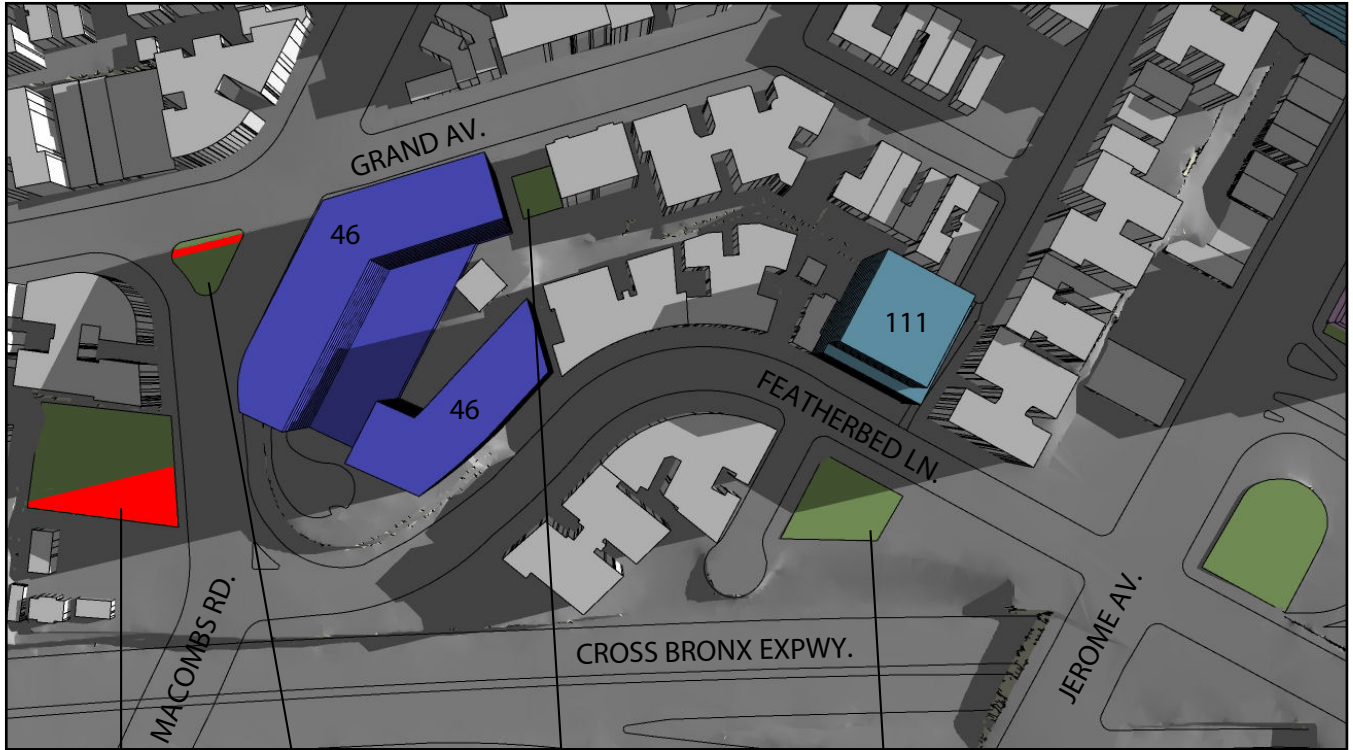 GRAND AV.
46
111
46
FEATHERBED LN.
MACOMBS RD.
CROSS BRONX EXPWY.
JEROME AV.